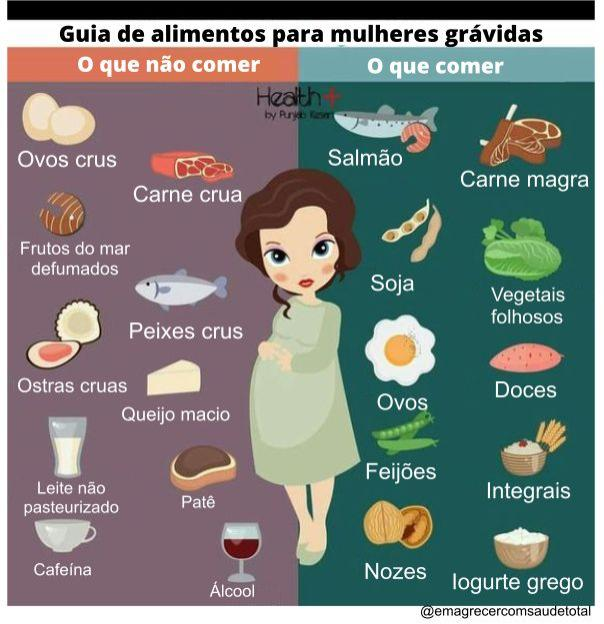 Guia de alimentos para mulheres grávidas
O que não comer
O que comer
Health+
by Punjab Kesari
Ovos crus
Carne crua
Frutos do mar
defumados
Peixes crus
Ostras cruas
Queijo macio
Leite não
pasteurizado
Patê
Cafeína
Álcool
Salmão
Carne magra
Soja
Vegetais
folhosos
Ovos
Doces
Feijões
Integrais
Nozes
Iogurte grego
@emagrecercomsaudetotal